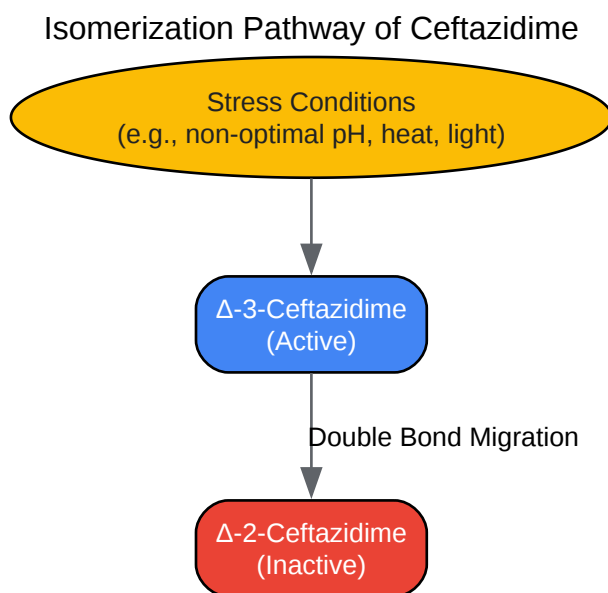 Isomerization Pathway of Ceftazidime
Stress Conditions
(e.g., non-optimal pH, heat, light)
Δ-3-Ceftazidime
(Active)
Double Bond Migration
Δ-2-Ceftazidime
(Inactive)